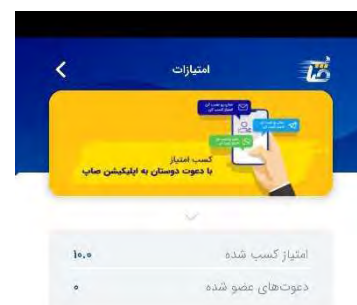 امتیازات
کسب امتیاز
با دعوت دوستان به اپلیکیشن صاپ
امتیاز کسب شده
۱۰.۰
دعوت‌های عضو شده
۰